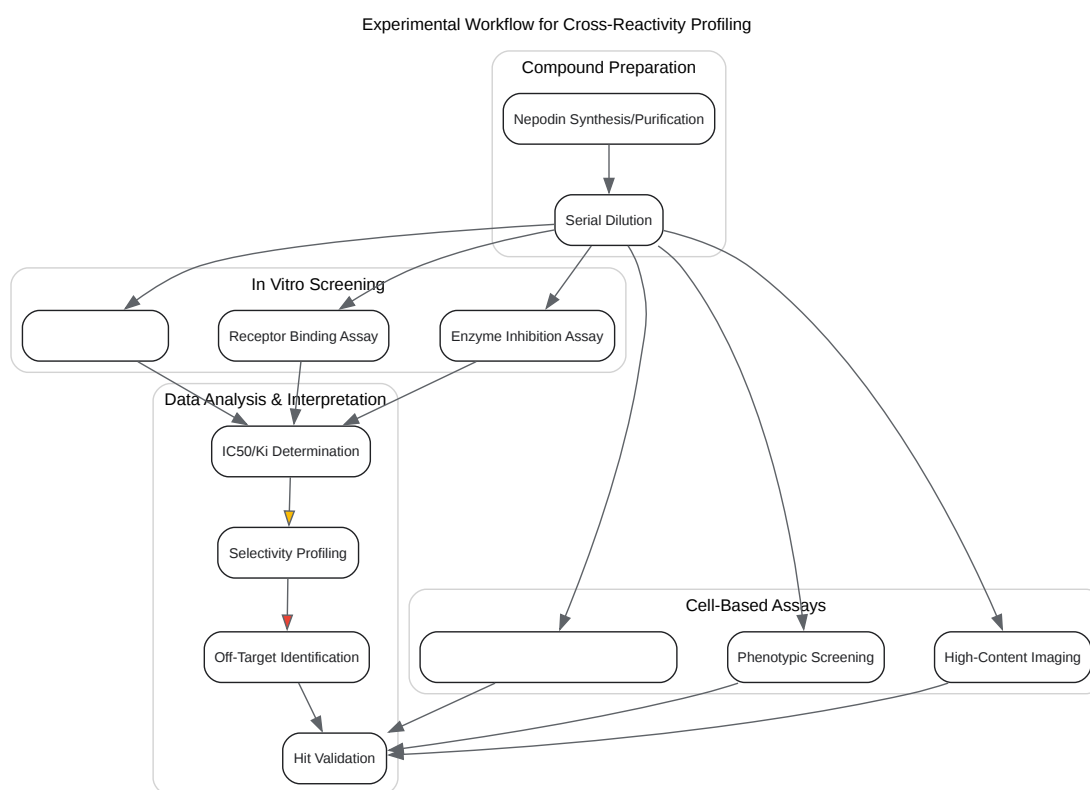 Experimental Workflow for Cross-Reactivity Profiling
Compound Preparation
Nepodin Synthesis/Purification
Serial Dilution
In Vitro Screening
Receptor Binding Assay
Enzyme Inhibition Assay
Data Analysis & Interpretation
IC50/Ki Determination
Selectivity Profiling
Off-Target Identification
Hit Validation
Cell-Based Assays
Phenotypic Screening
High-Content Imaging